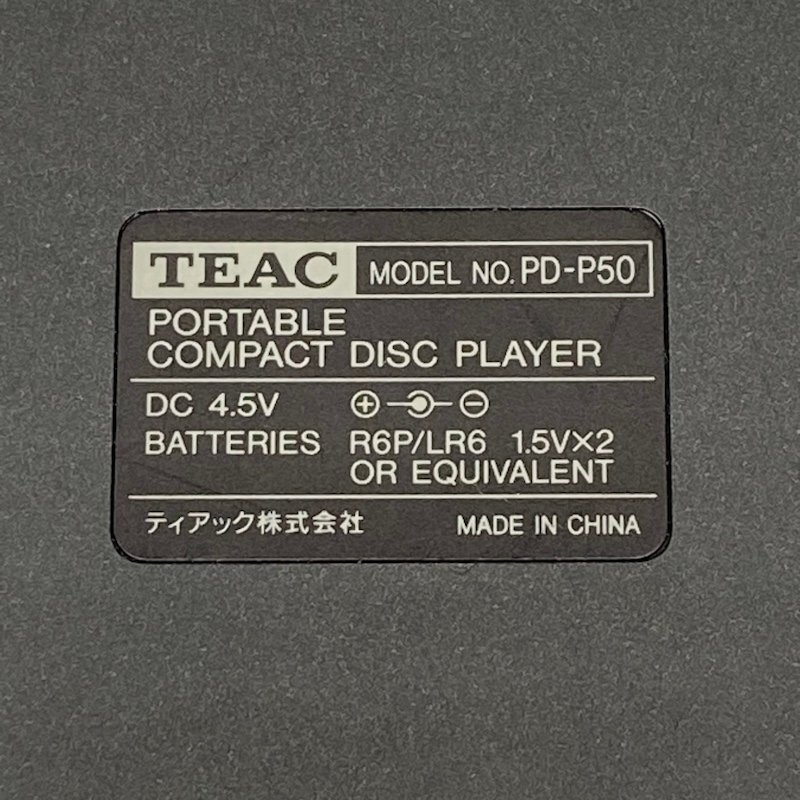 TEAC MODEL NO. PD-P50
PORTABLE
COMPACT DISC PLAYER
DC 4.5V ⊕-●-⊖
BATTERIES R6P/LR6 1.5V×2
OR EQUIVALENT
ティアック株式会社 MADE IN CHINA